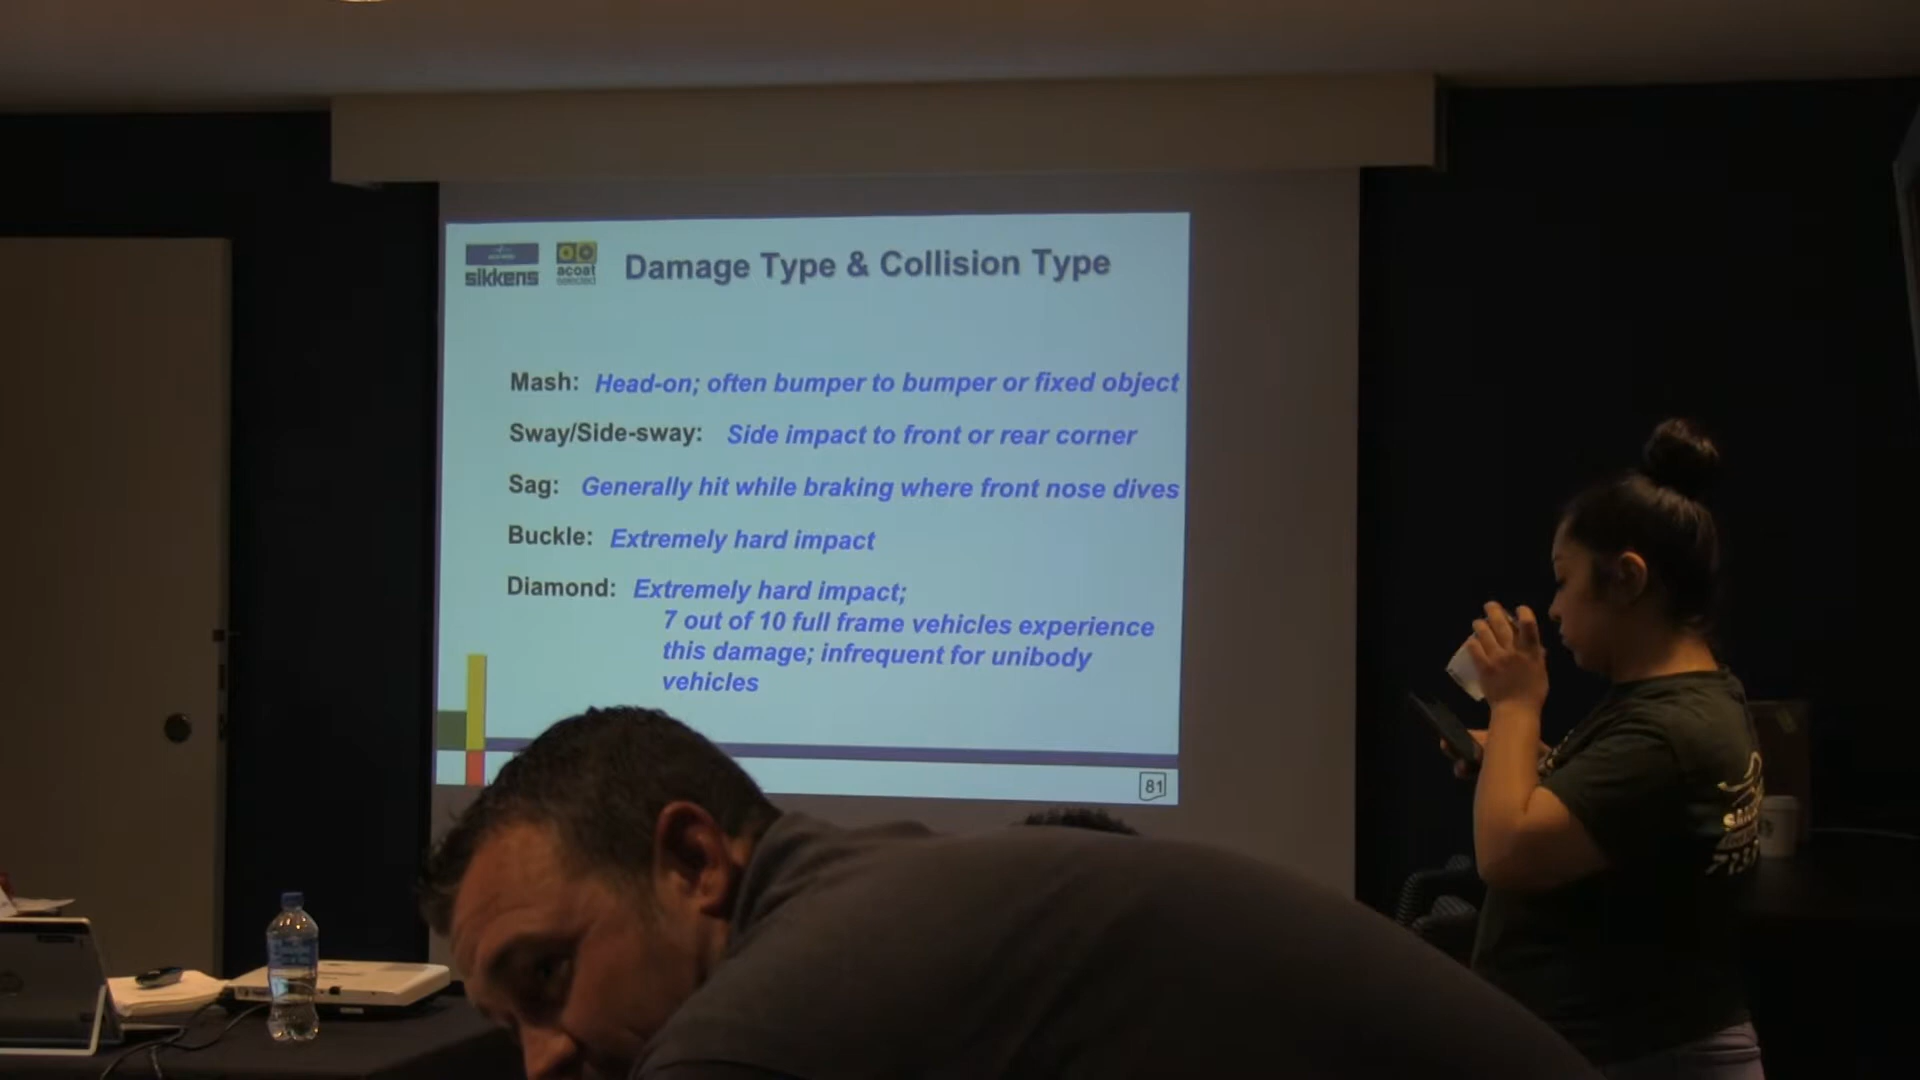 sikkens
acoat
selected
Damage Type & Collision Type
Mash: Head-on; often bumper to bumper or fixed object
Sway/Side-sway: Side impact to front or rear corner
Sag: Generally hit while braking where front nose dives
Buckle: Extremely hard impact
Diamond: Extremely hard impact;
7 out of 10 full frame vehicles experience
this damage; infrequent for unibody
vehicles
81